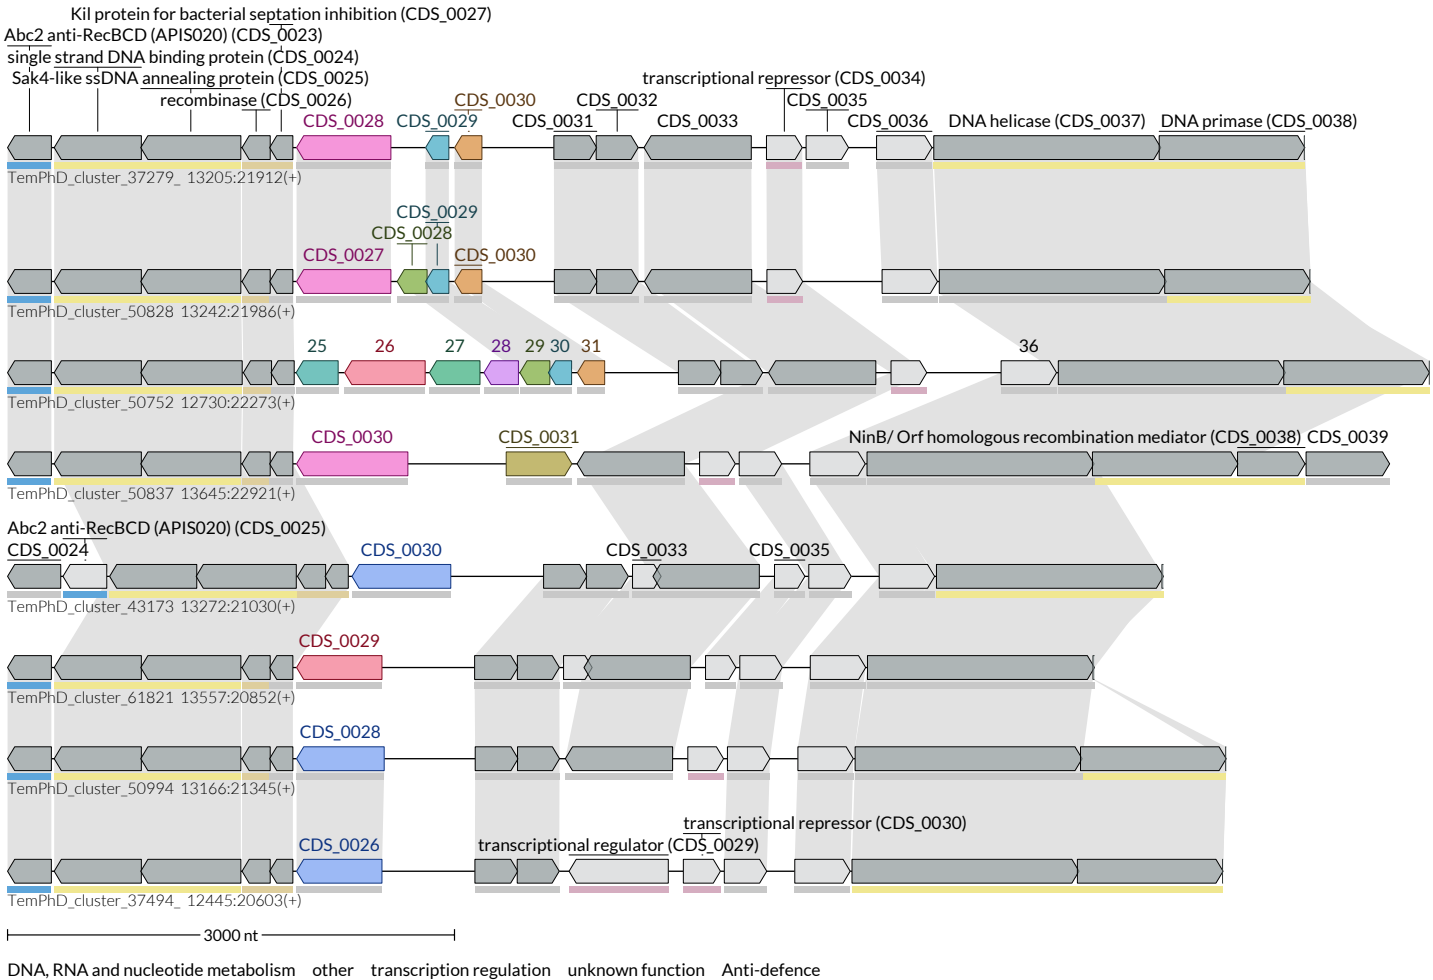 Kil protein for bacterial septation inhibition (CDS_0027)
Abc2 anti-RecBCD (APIS020) (CDS_0023)
single strand DNA binding protein (CDS_0024)
Sak4-like ssDNA annealing protein (CDS_0025) transcriptional repressor (CDS_0034)
recombinase (CDS_0026) CDS_0030 CDS_0032 CDS_0035
CDS_0028 CDS_0029 CDS_0031 CDS_0033 CDS_0036 DNA helicase (CDS_0037) DNA primase (CDS_0038)
TemPhD_cluster_37279_ 13205:21912(+)
CDS_0029
CDS_0028
CDS_0027 CDS_0030
TemPhD_cluster_50828 13242:21986(+)
25 26 27 28 29 30 31 36
TemPhD_cluster_50752 12730:22273(+)
CDS_0030 CDS_0031 NinB/ Orf homologous recombination mediator (CDS_0038) CDS_0039
TemPhD_cluster_50837 13645:22921(+)
Abc2 anti-RecBCD (APIS020) (CDS_0025)
CDS_0024 CDS_0030 CDS_0033 CDS_0035
TemPhD_cluster_43173 13272:21030(+)
CDS_0029
TemPhD_cluster_61821 13557:20852(+)
CDS_0028
TemPhD_cluster_50994 13166:21345(+)
transcriptional repressor (CDS_0030)
CDS_0026 transcriptional regulator (CDS_0029)
TemPhD_cluster_37494_ 12445:20603(+)
3000 nt
DNA, RNA and nucleotide metabolism other transcription regulation unknown function Anti-defence